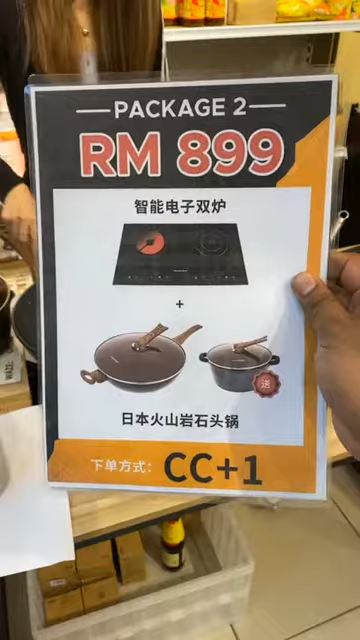 PACKAGE 2
RM 899
智能电子双炉
+
送
日本火山岩石头锅
下单方式: CC+1